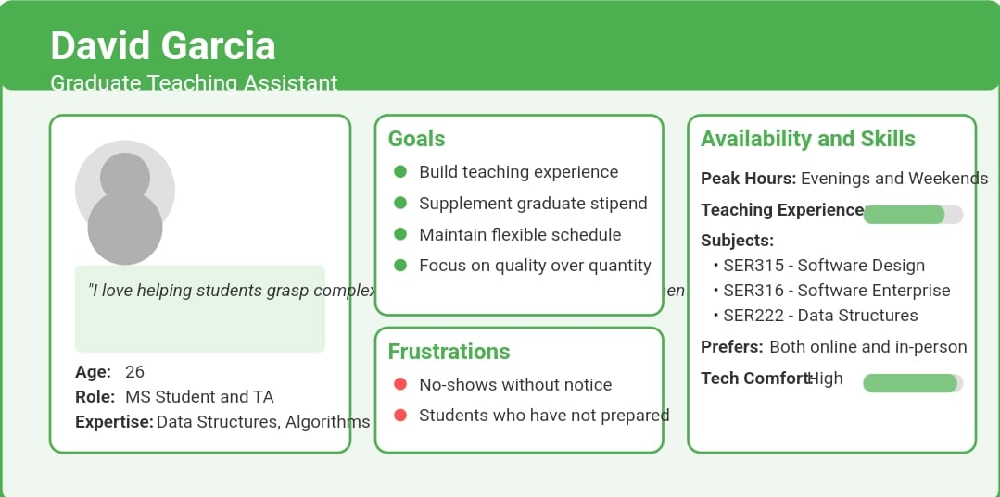 David Garcia
Graduate Teaching Assistant
"I love helping students grasp complex
Age: 26
Role: MS Student and TA
Expertise: Data Structures, Algorithms
Goals
Build teaching experience
Supplement graduate stipend
Maintain flexible schedule
Focus on quality over quantity
Frustrations
No-shows without notice
Students who have not prepared
Availability and Skills
Peak Hours: Evenings and Weekends
Teaching Experience:
Subjects:
• SER315 - Software Design
• SER316 - Software Enterprise
• SER222 - Data Structures
Prefers: Both online and in-person
Tech Comfort: High